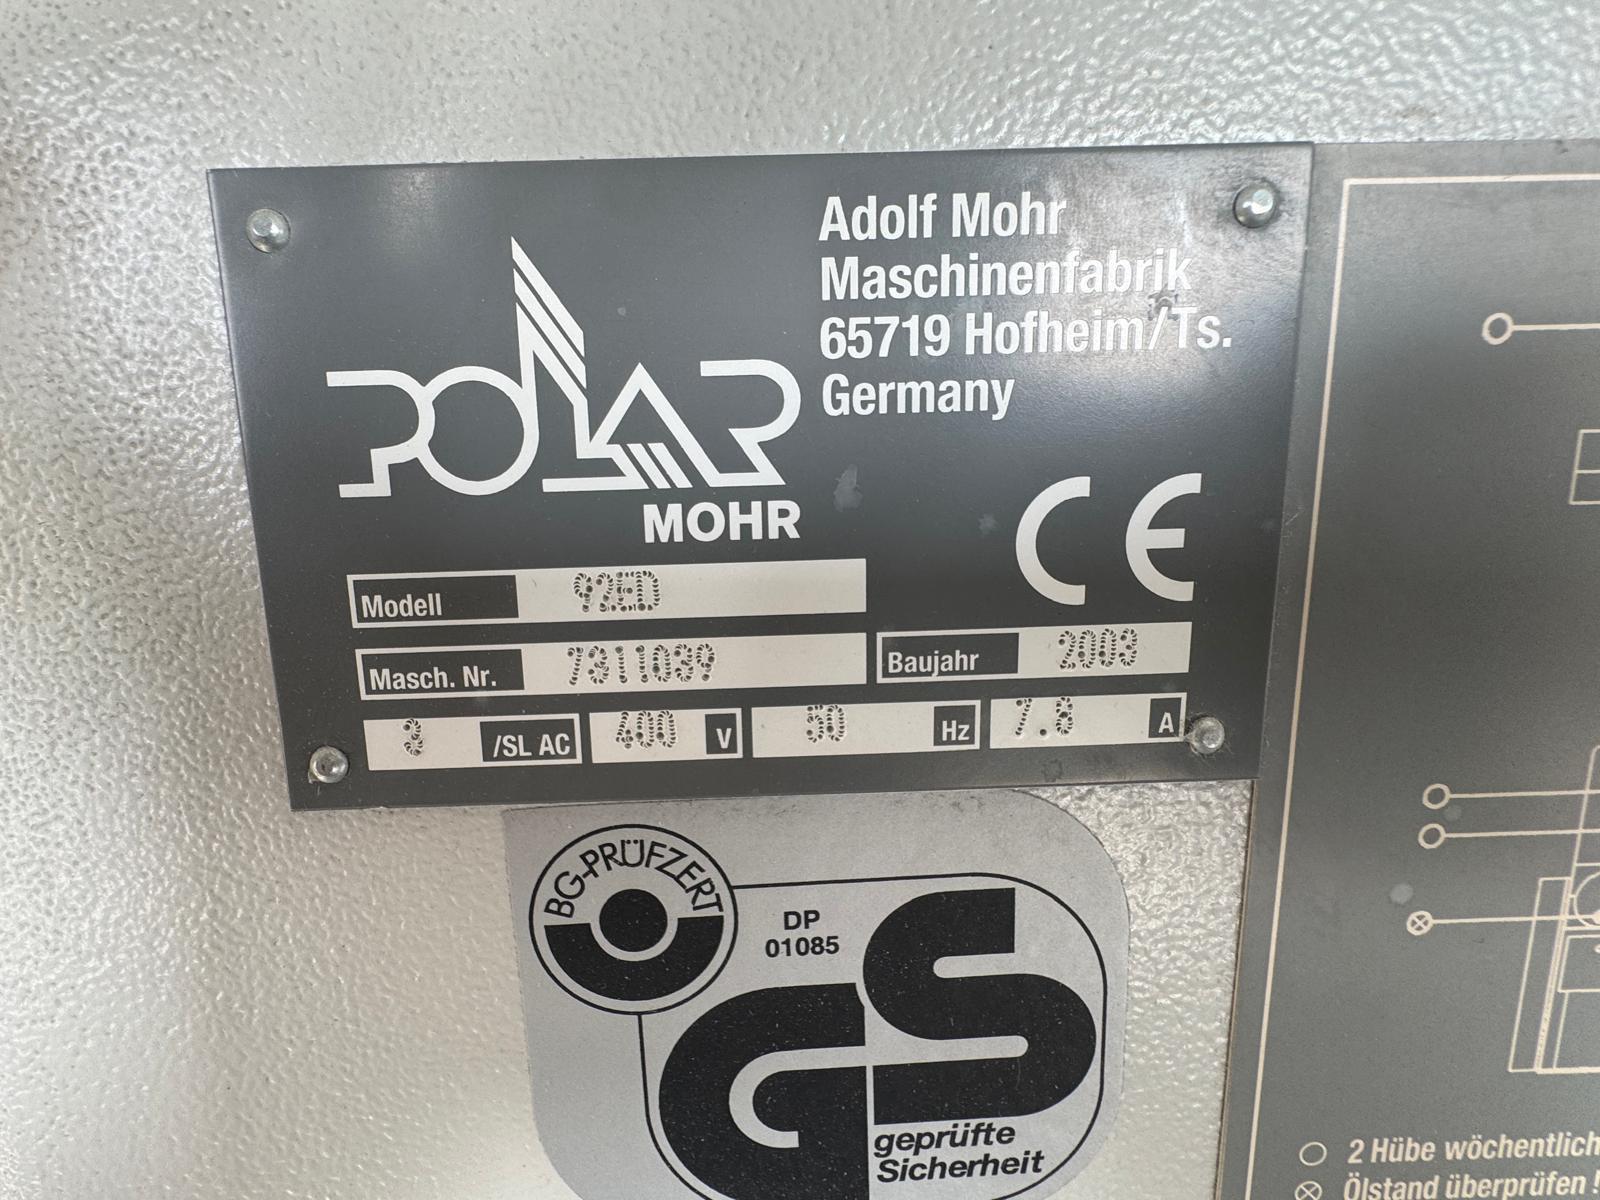 Adolf Mohr
Maschinenfabrik
65719 Hofheim/Ts.
Germany
POLAR
MOHR
CE
Modell 92ED
Masch. Nr. 7311039
Baujahr 2003
3 /SL AC 400 V 50 Hz 7.8 A
BG-PRÜFZERT
DP
01085
GS
geprüfte
Sicherheit
2 Hübe wöchentlich
Ölstand überprüfen !